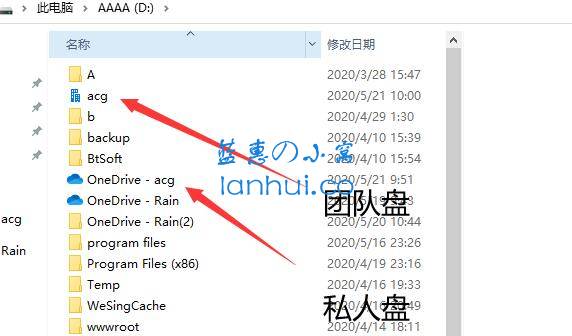 此电脑 › AAAA (D:) ›
名称 修改日期
A 2020/3/28 15:47
acg 2020/5/21 10:00
b 2020/4/29 1:30
backup 2020/4/10 15:39
BtSoft 2020/4/10 15:54
蓝惠の小窝
lanhui.co
OneDrive - acg 2020/5/21 9:51
OneDrive - Rain
团队盘
acg
OneDrive - Rain(2) 2020/5/20 10:44
program files 2020/5/16 23:26
Rain
Program Files (x86) 2020/4/19 23:16
Temp 2020/4/16 19:33
WeSingCache 2020/4/16
私人盘
wwwroot 2020/4/14 18:11